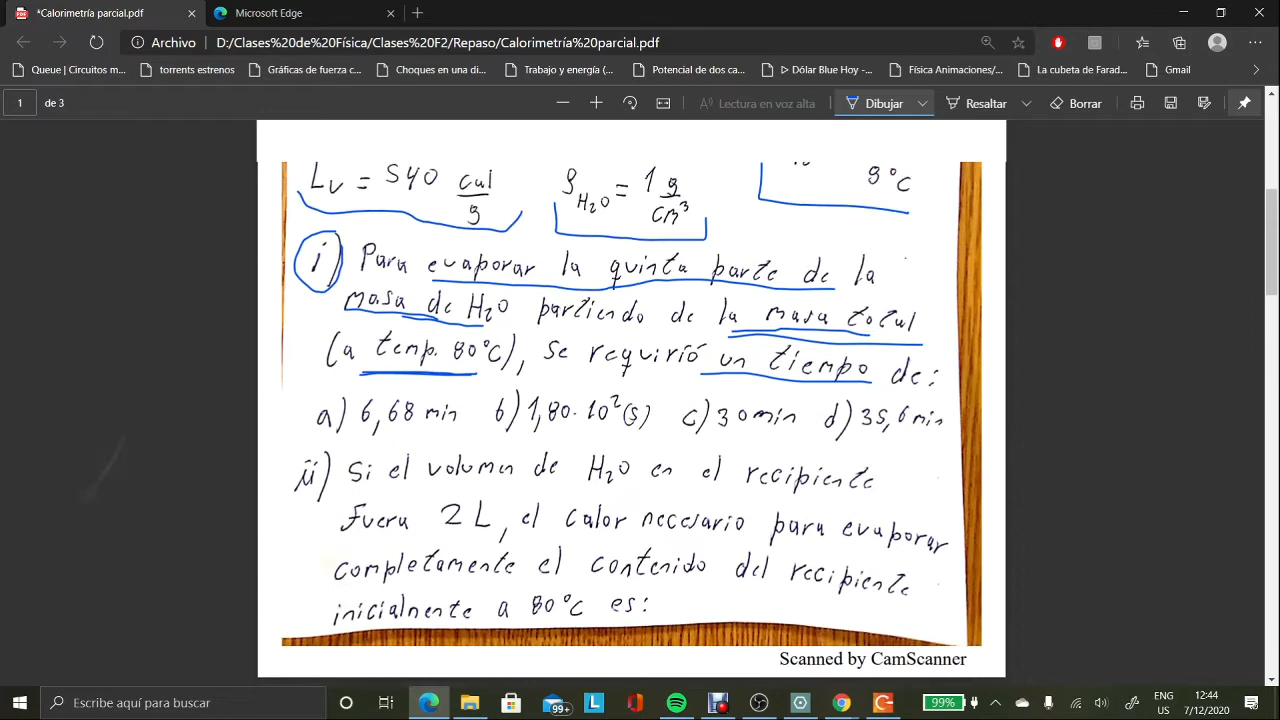 *Calorimetría parcial.pdf
Microsoft Edge
Archivo
D:/Clases%20de%20Física/Clases%20F2/Repaso/Calorimetría%20parcial.pdf
Queue | Circuitos m...
torrents estrenos
Gráficas de fuerza c...
Choques en una di...
Trabajo y energía (...
Potencial de dos ca...
Dólar Blue Hoy -...
Física Animaciones/...
La cubeta de Farad...
Gmail
1 de 3
Lectura en voz alta
Dibujar
Resaltar
Borrar
Lv = 540 cal/g
ρH₂O = 1 g/cm³
g °C
i) Para evaporar la quinta parte de la
masa de H₂O partiendo de la masa total
(a temp. 80°C), se requirió un tiempo de:
a) 6,68 min b) 1,80·10²(s) c) 30 min d) 35,6 min
ii) Si el volumen de H₂O en el recipiente
fuera 2 L, el calor necesario para evaporar
completamente el contenido del recipiente
inicialmente a 80°C es:
Scanned by CamScanner
Escribe aquí para buscar
99+
99%
ENG
US
12:44
7/12/2020